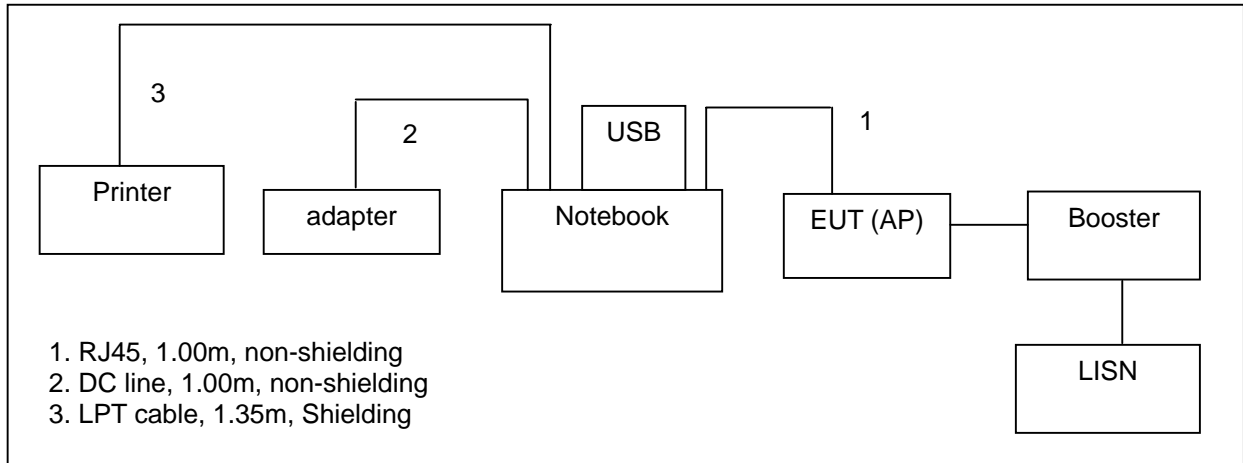 3
2
USB
1
Printer
adapter
Notebook
EUT (AP)
Booster
LISN
1. RJ45, 1.00m, non-shielding
2. DC line, 1.00m, non-shielding
3. LPT cable, 1.35m, Shielding